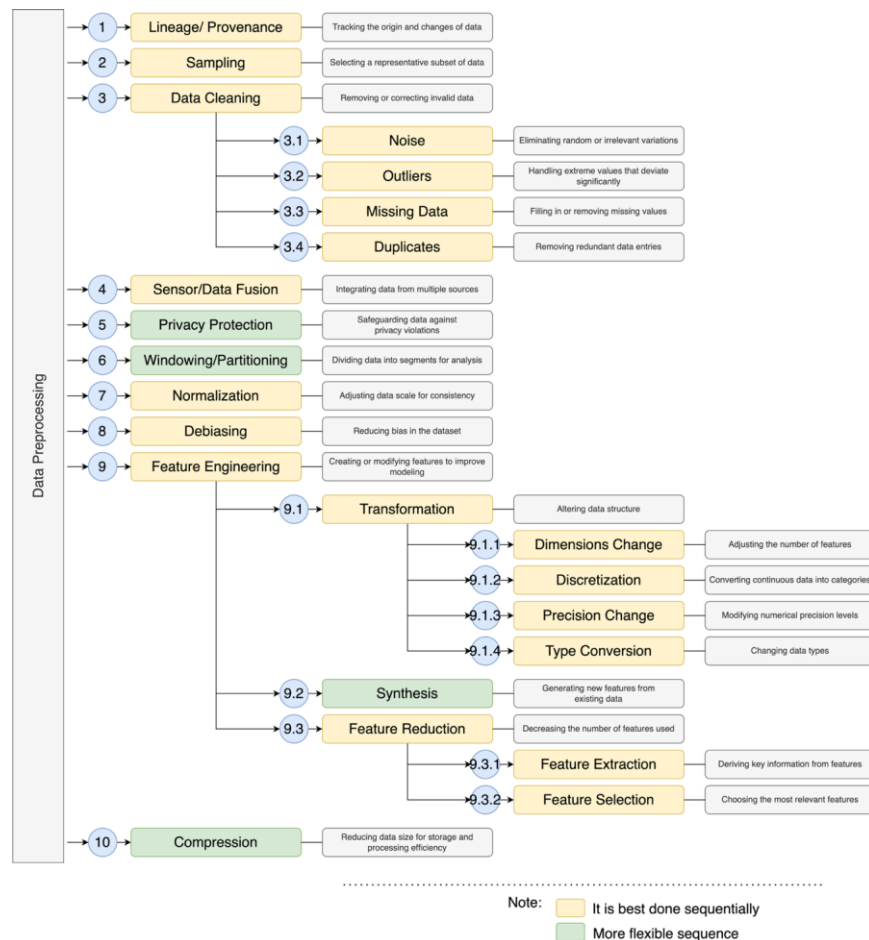 Data Preprocessing
1
Lineage/ Provenance
Tracking the origin and changes of data
2
Sampling
Selecting a representative subset of data
3
Data Cleaning
Removing or correcting invalid data
3.1
Noise
Eliminating random or irrelevant variations
3.2
Outliers
Handling extreme values that deviate
significantly
3.3
Missing Data
Filling in or removing missing values
3.4
Duplicates
Removing redundant data entries
4
Sensor/Data Fusion
Integrating data from multiple sources
5
Privacy Protection
Safeguarding data against
privacy violations
6
Windowing/Partitioning
Dividing data into segments for analysis
7
Normalization
Adjusting data scale for consistency
8
Debiasing
Reducing bias in the dataset
9
Feature Engineering
Creating or modifying features to improve
modeling
9.1
Transformation
Altering data structure
9.1.1
Dimensions Change
Adjusting the number of features
9.1.2
Discretization
Converting continuous data into categories
9.1.3
Precision Change
Modifying numerical precision levels
9.1.4
Type Conversion
Changing data types
9.2
Synthesis
Generating new features from
existing data
9.3
Feature Reduction
Decreasing the number of features used
9.3.1
Feature Extraction
Deriving key information from features
9.3.2
Feature Selection
Choosing the most relevant features
10
Compression
Reducing data size for storage and
processing efficiency
Note:
It is best done sequentially
More flexible sequence